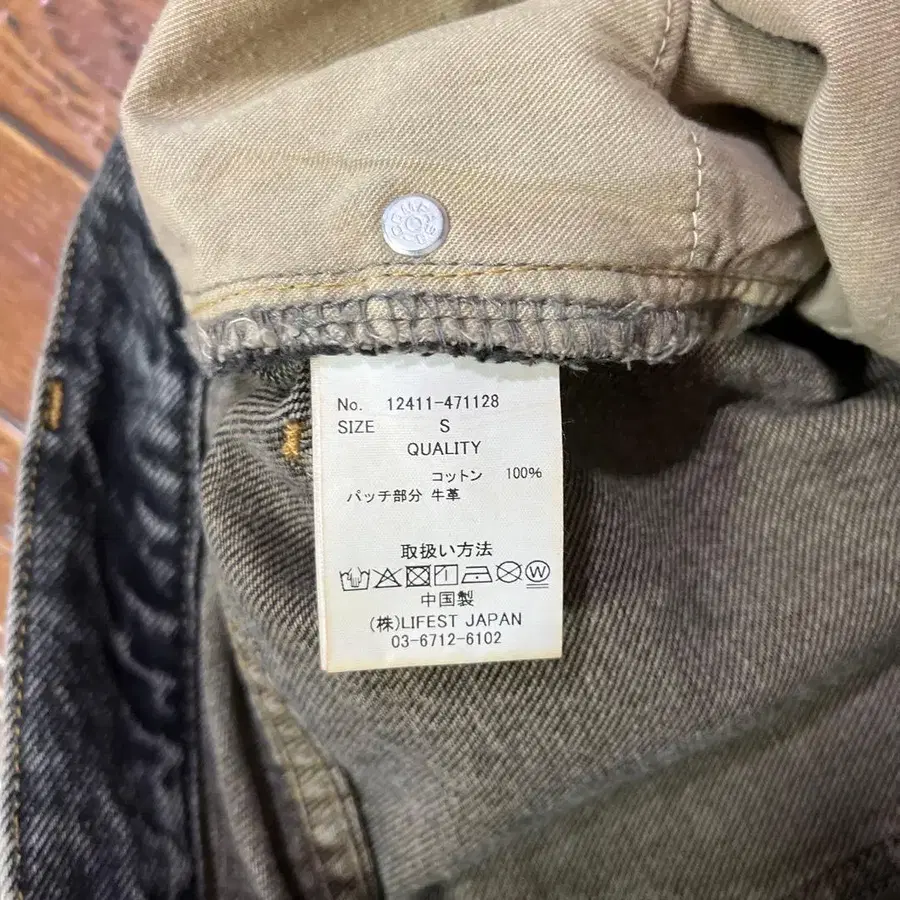 No. 12411-471128
SIZE S
QUALITY
コットン 100%
パッチ部分 牛革
取扱い方法
W
中国製
(株)LIFEST JAPAN
03-6712-6102